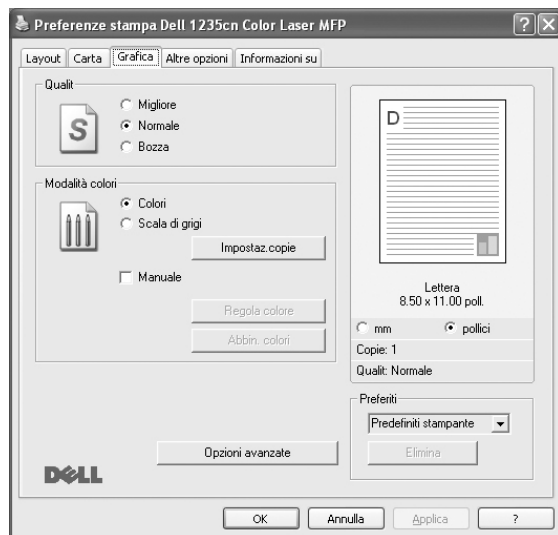 Preferenze stampa Dell 1235cn Color Laser MFP
Layout Carta Grafica Altre opzioni Informazioni su
Qualit
S
Migliore
Normale
Bozza
Modalità colori
Colori
Scala di grigi
Impostaz.copie
Manuale
Regola colore
Abbin. colori
Opzioni avanzate
DELL
D
Lettera
8.50 x 11.00 poll.
mm pollici
Copie: 1
Qualit: Normale
Preferiti
Predefiniti stampante
Elimina
OK Annulla Applica ?